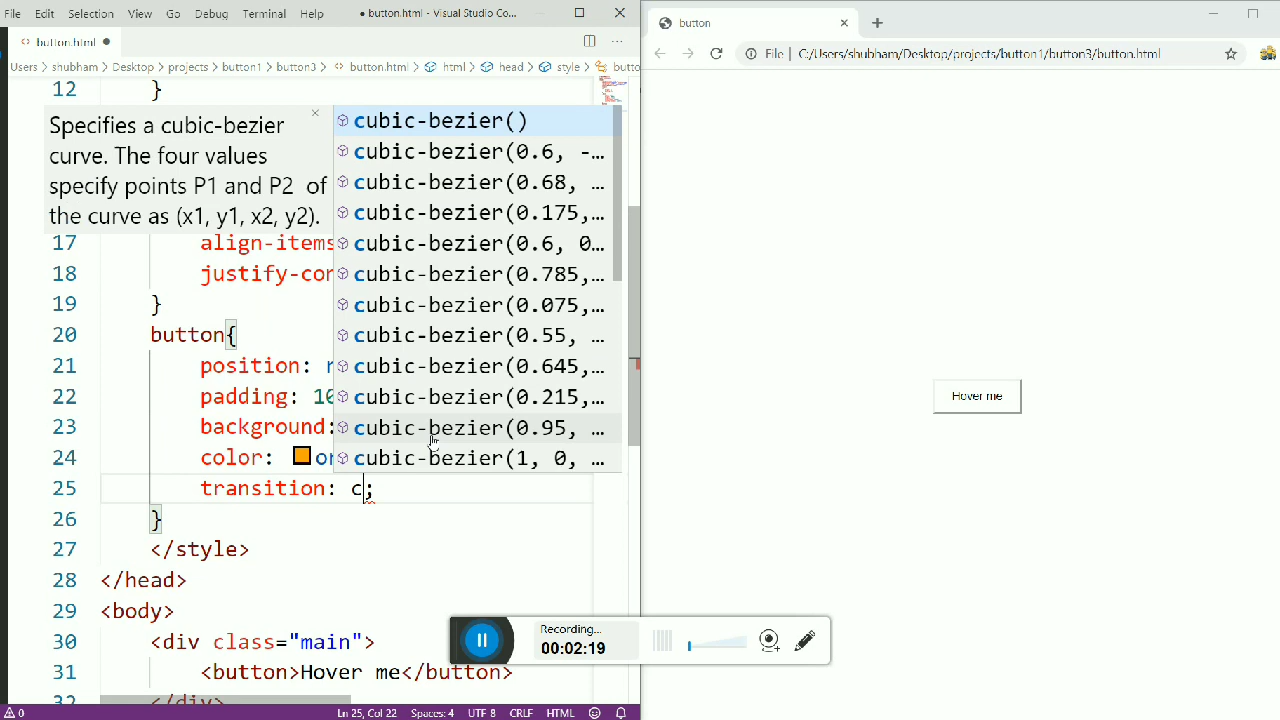 File Edit Selection View Go Debug Terminal Help ● button.html - Visual Studio Co...
button.html ●
Users › shubham › Desktop › projects › button1 › button3 › button.html › html › head › style › butto
12 }
Specifies a cubic-bezier
curve. The four values
specify points P1 and P2 of
the curve as (x1, y1, x2, y2).
cubic-bezier()
cubic-bezier(0.6, -…
cubic-bezier(0.68, …
cubic-bezier(0.175,…
cubic-bezier(0.6, 0…
cubic-bezier(0.785,…
cubic-bezier(0.075,…
cubic-bezier(0.55, …
cubic-bezier(0.645,…
cubic-bezier(0.215,…
cubic-bezier(0.95, …
cubic-bezier(1, 0, …
17 align-items
18 justify-con
19 }
20 button{
21 position: r
22 padding: 10
23 background:
24 color: or
25 transition: c;
26 }
27 </style>
28 </head>
29 <body>
30 <div class="main">
31 <button>Hover me</button>
32 </div>
0 Ln 25, Col 22 Spaces: 4 UTF-8 CRLF HTML
button
File | C:/Users/shubham/Desktop/projects/button1/button3/button.html
Hover me
Recording...
00:02:19